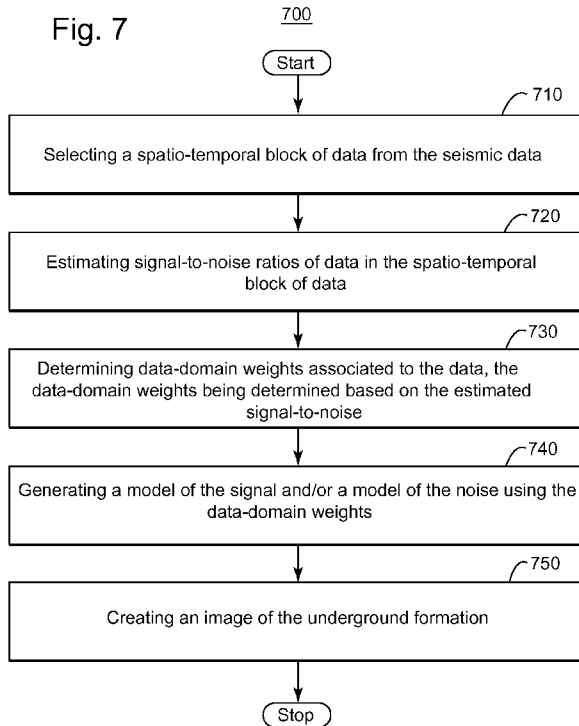 Fig. 7
700
Start
710
Selecting a spatio-temporal block of data from the seismic data
720
Estimating signal-to-noise ratios of data in the spatio-temporal
block of data
730
Determining data-domain weights associated to the data, the
data-domain weights being determined based on the estimated
signal-to-noise
740
Generating a model of the signal and/or a model of the noise using the
data-domain weights
750
Creating an image of the underground formation
Stop